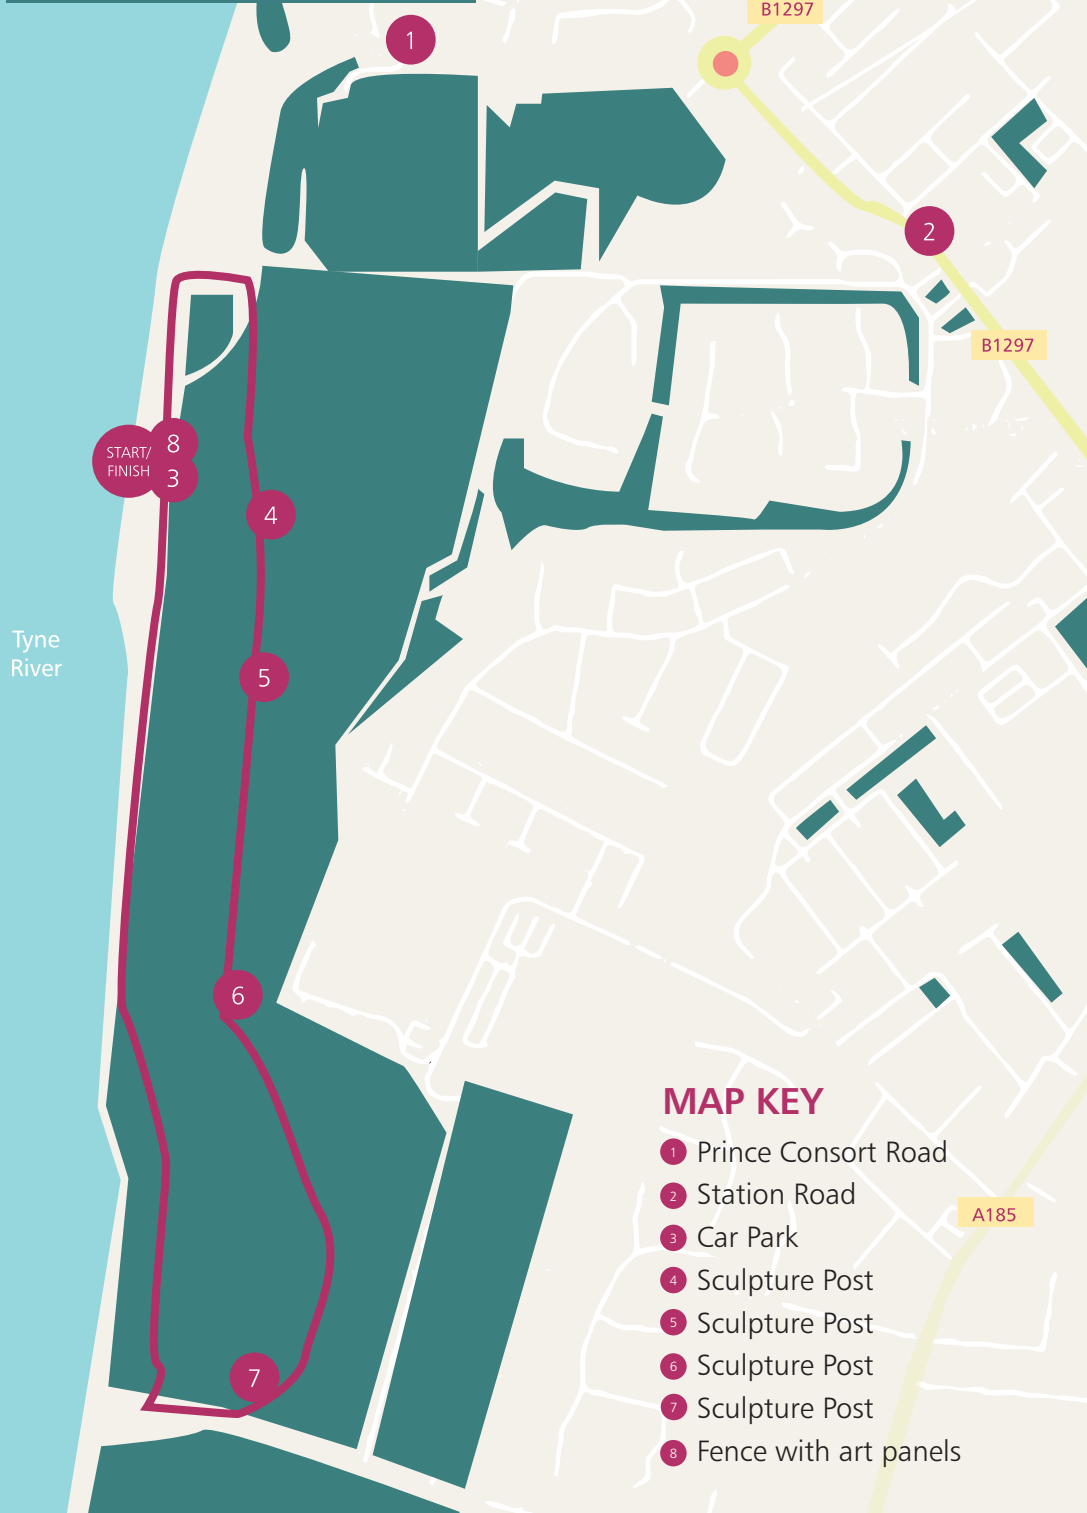 B1297
1
2
B1297
START/
FINISH
8
3
4
5
Tyne
River
6
7
MAP KEY
1 Prince Consort Road
2 Station Road
3 Car Park
4 Sculpture Post
5 Sculpture Post
6 Sculpture Post
7 Sculpture Post
8 Fence with art panels
A185